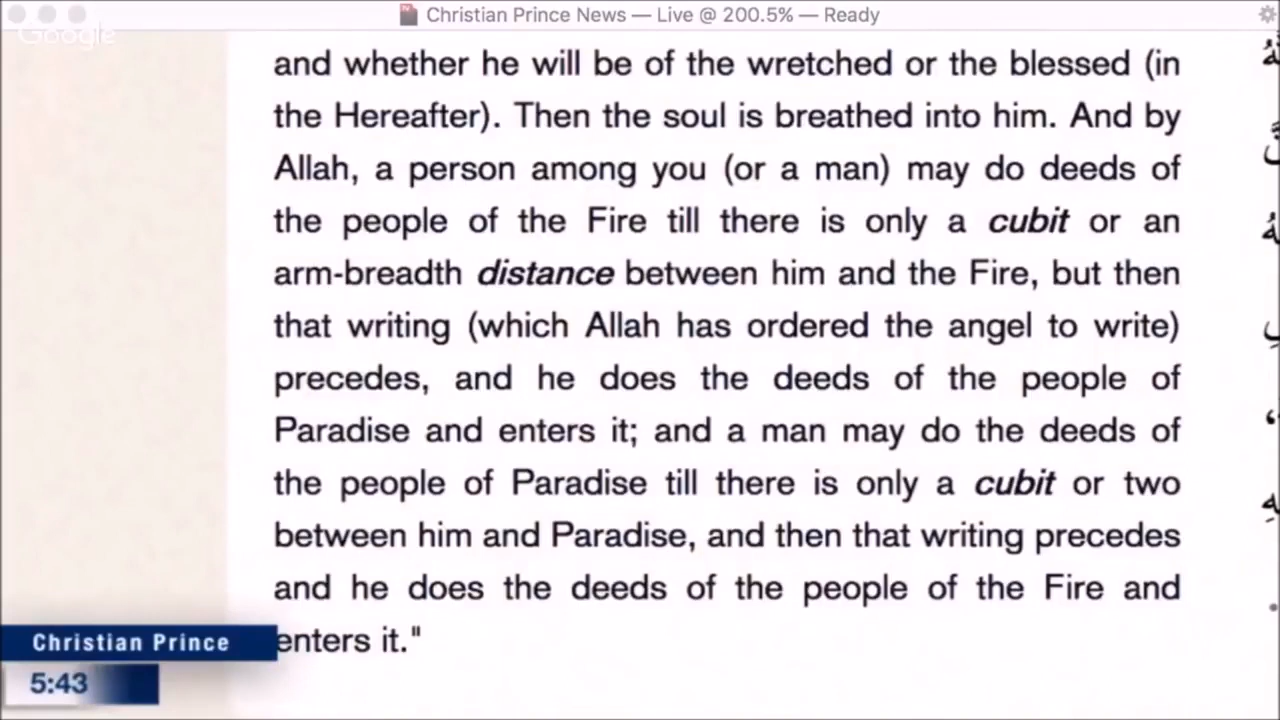 Christian Prince News — Live @ 200.5% — Ready
Google
and whether he will be of the wretched or the blessed (in
the Hereafter). Then the soul is breathed into him. And by
Allah, a person among you (or a man) may do deeds of
the people of the Fire till there is only a cubit or an
arm-breadth distance between him and the Fire, but then
that writing (which Allah has ordered the angel to write)
precedes, and he does the deeds of the people of
Paradise and enters it; and a man may do the deeds of
the people of Paradise till there is only a cubit or two
between him and Paradise, and then that writing precedes
and he does the deeds of the people of the Fire and
enters it."
Christian Prince
5:43